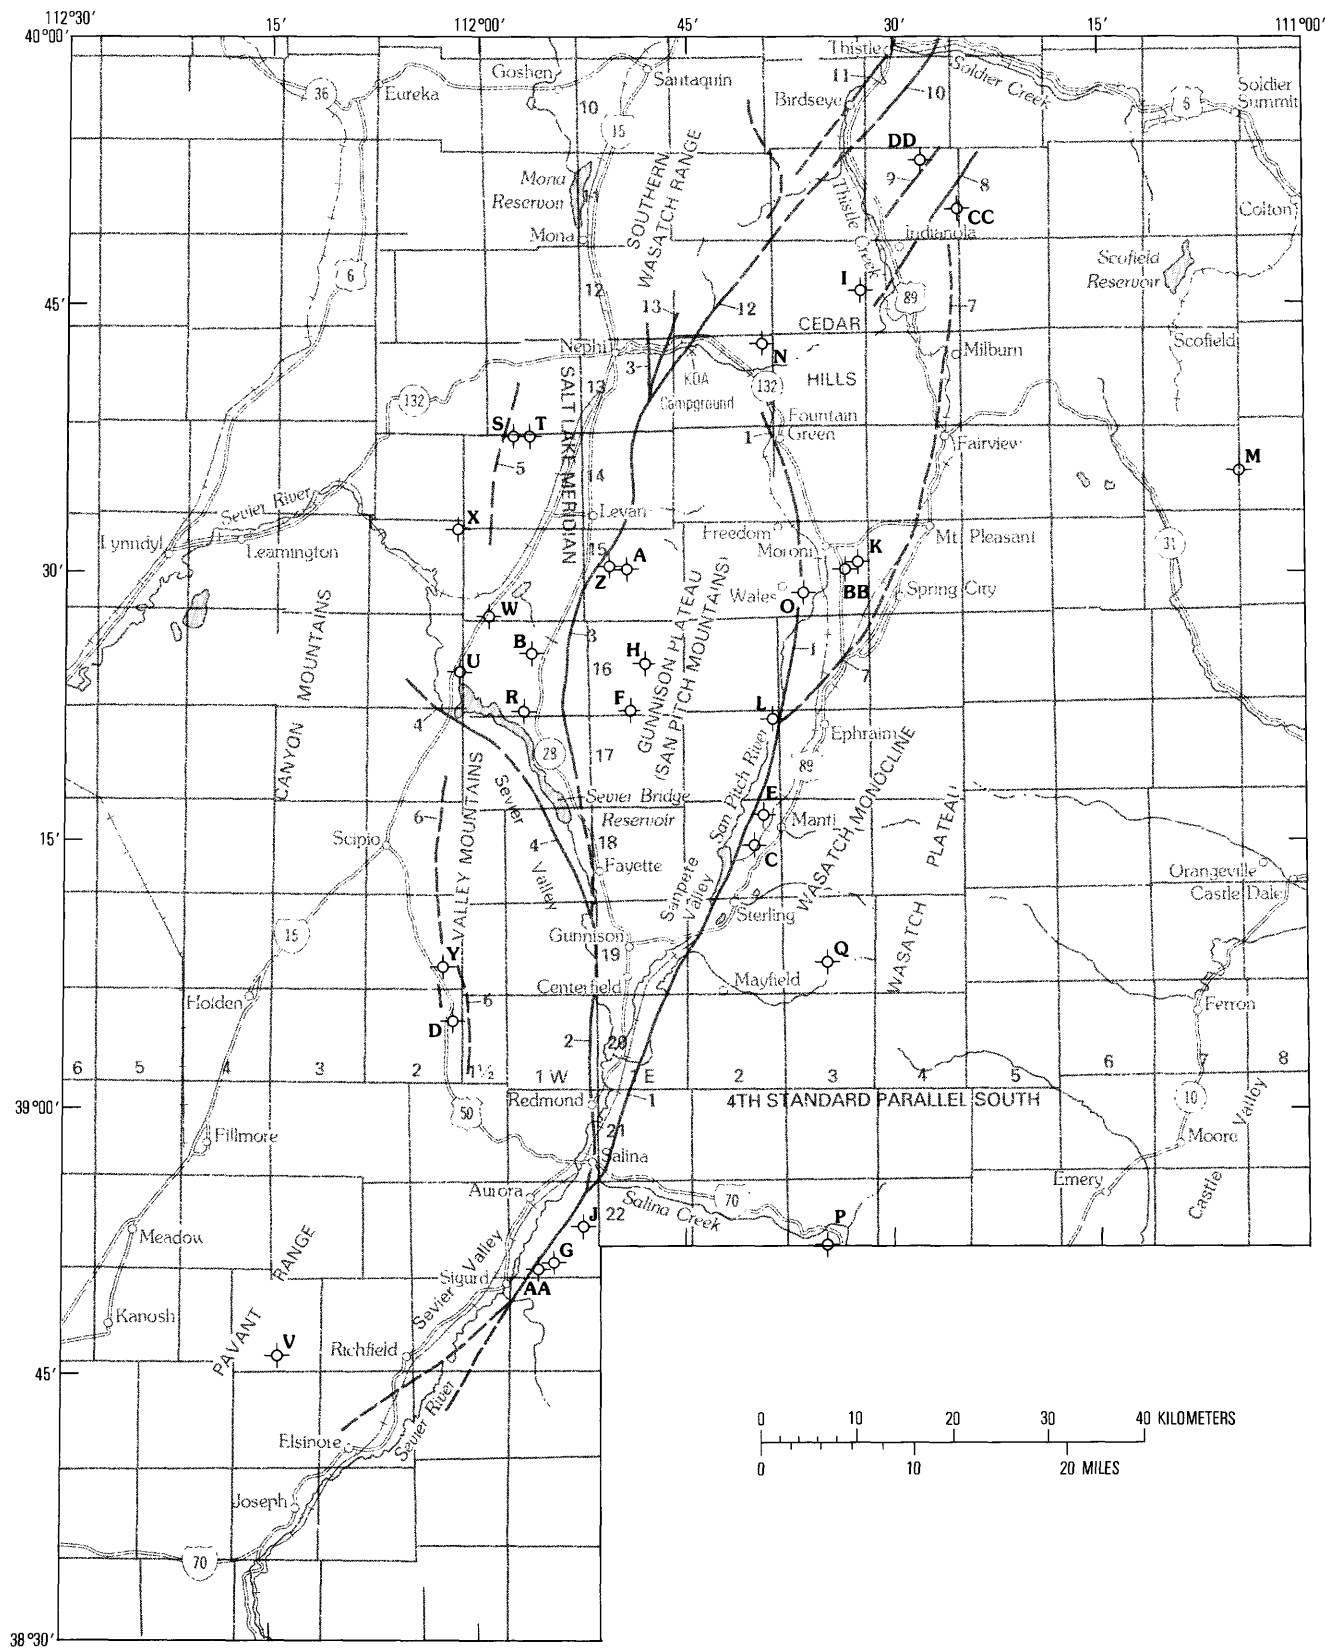 112°30′
15′
112°00′
45′
30′
15′
111°00′
40°00′
Thistle
Goshen
Santaquin
11
10
Soldier Creek
Soldier
Summit
36
Eureka
10
Birdseye
6
15
DD
SOUTHERN
WASATCH RANGE
Mona
Reservoir
11
9
8
Thistle Creek
CC
Colton
Mona
Indianola
Scofield
Reservoir
6
I
12
89
45′
13
12
7
CEDAR
Nephi
3
N
Milburn
Scofield
KOA
Campground
HILLS
SALT LAKE MERIDIAN
13
132
132
Fountain
Green
S
T
1
Fairview
5
M
14
Sevier River
X
Levan
Freedom
Mt. Pleasant
Lynndyl
Leamington
15
Moroni
K
31
30′
A
Z
Wales
O
BB
Spring City
GUNNISON PLATEAU
(SAN PITCH MOUNTAINS)
W
3
B
H
1
16
U
7
CANYON MOUNTAINS
R
F
L
4
Ephraim
28
17
San Pitch River
89
Sevier
Valley
Sevier Bridge
Reservoir
E
Manti
6
VALLEY MOUNTAINS
WASATCH MONOCLINE
15′
Scipio
4
18
C
Fayette
Orangeville
Castle Dale
Sanpete
Valley
WASATCH PLATEAU
Sterling
15
Gunnison
19
Y
Q
Mayfield
Holden
6
Centerfield
Ferron
D
2
20
6
5
4
3
2
1½
1 W
1 E
2
3
4
5
6
7
8
39°00′
Redmond
1
4TH STANDARD PARALLEL SOUTH
50
10
Castle Valley
Fillmore
21
Moore
Salina
Emery
Aurora
70
Salina Creek
J
22
P
Meadow
PAVANT RANGE
G
Sigurd
Sevier Valley
AA
Kanosh
V
Richfield
45′
Sevier River
Elsinore
0
10
20
30
40 KILOMETERS
0
10
20 MILES
Joseph
70
38°30′